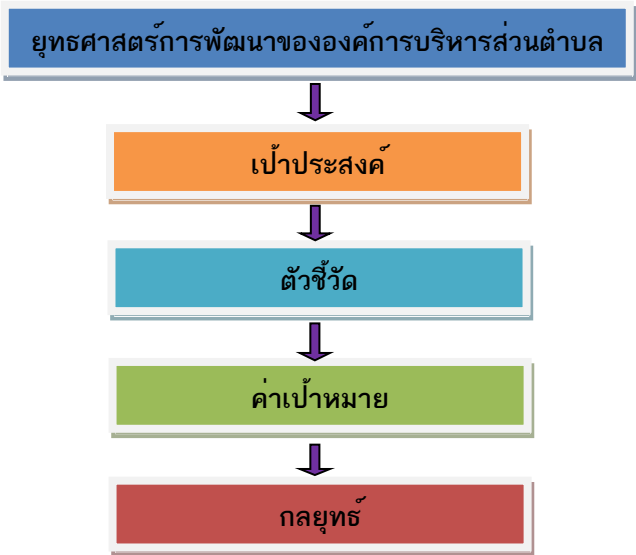 ยุทธศาสตร์การพัฒนาขององค์การบริหารส่วนตำบล
เป้าประสงค์
ตัวชี้วัด
ค่าเป้าหมาย
กลยุทธ์